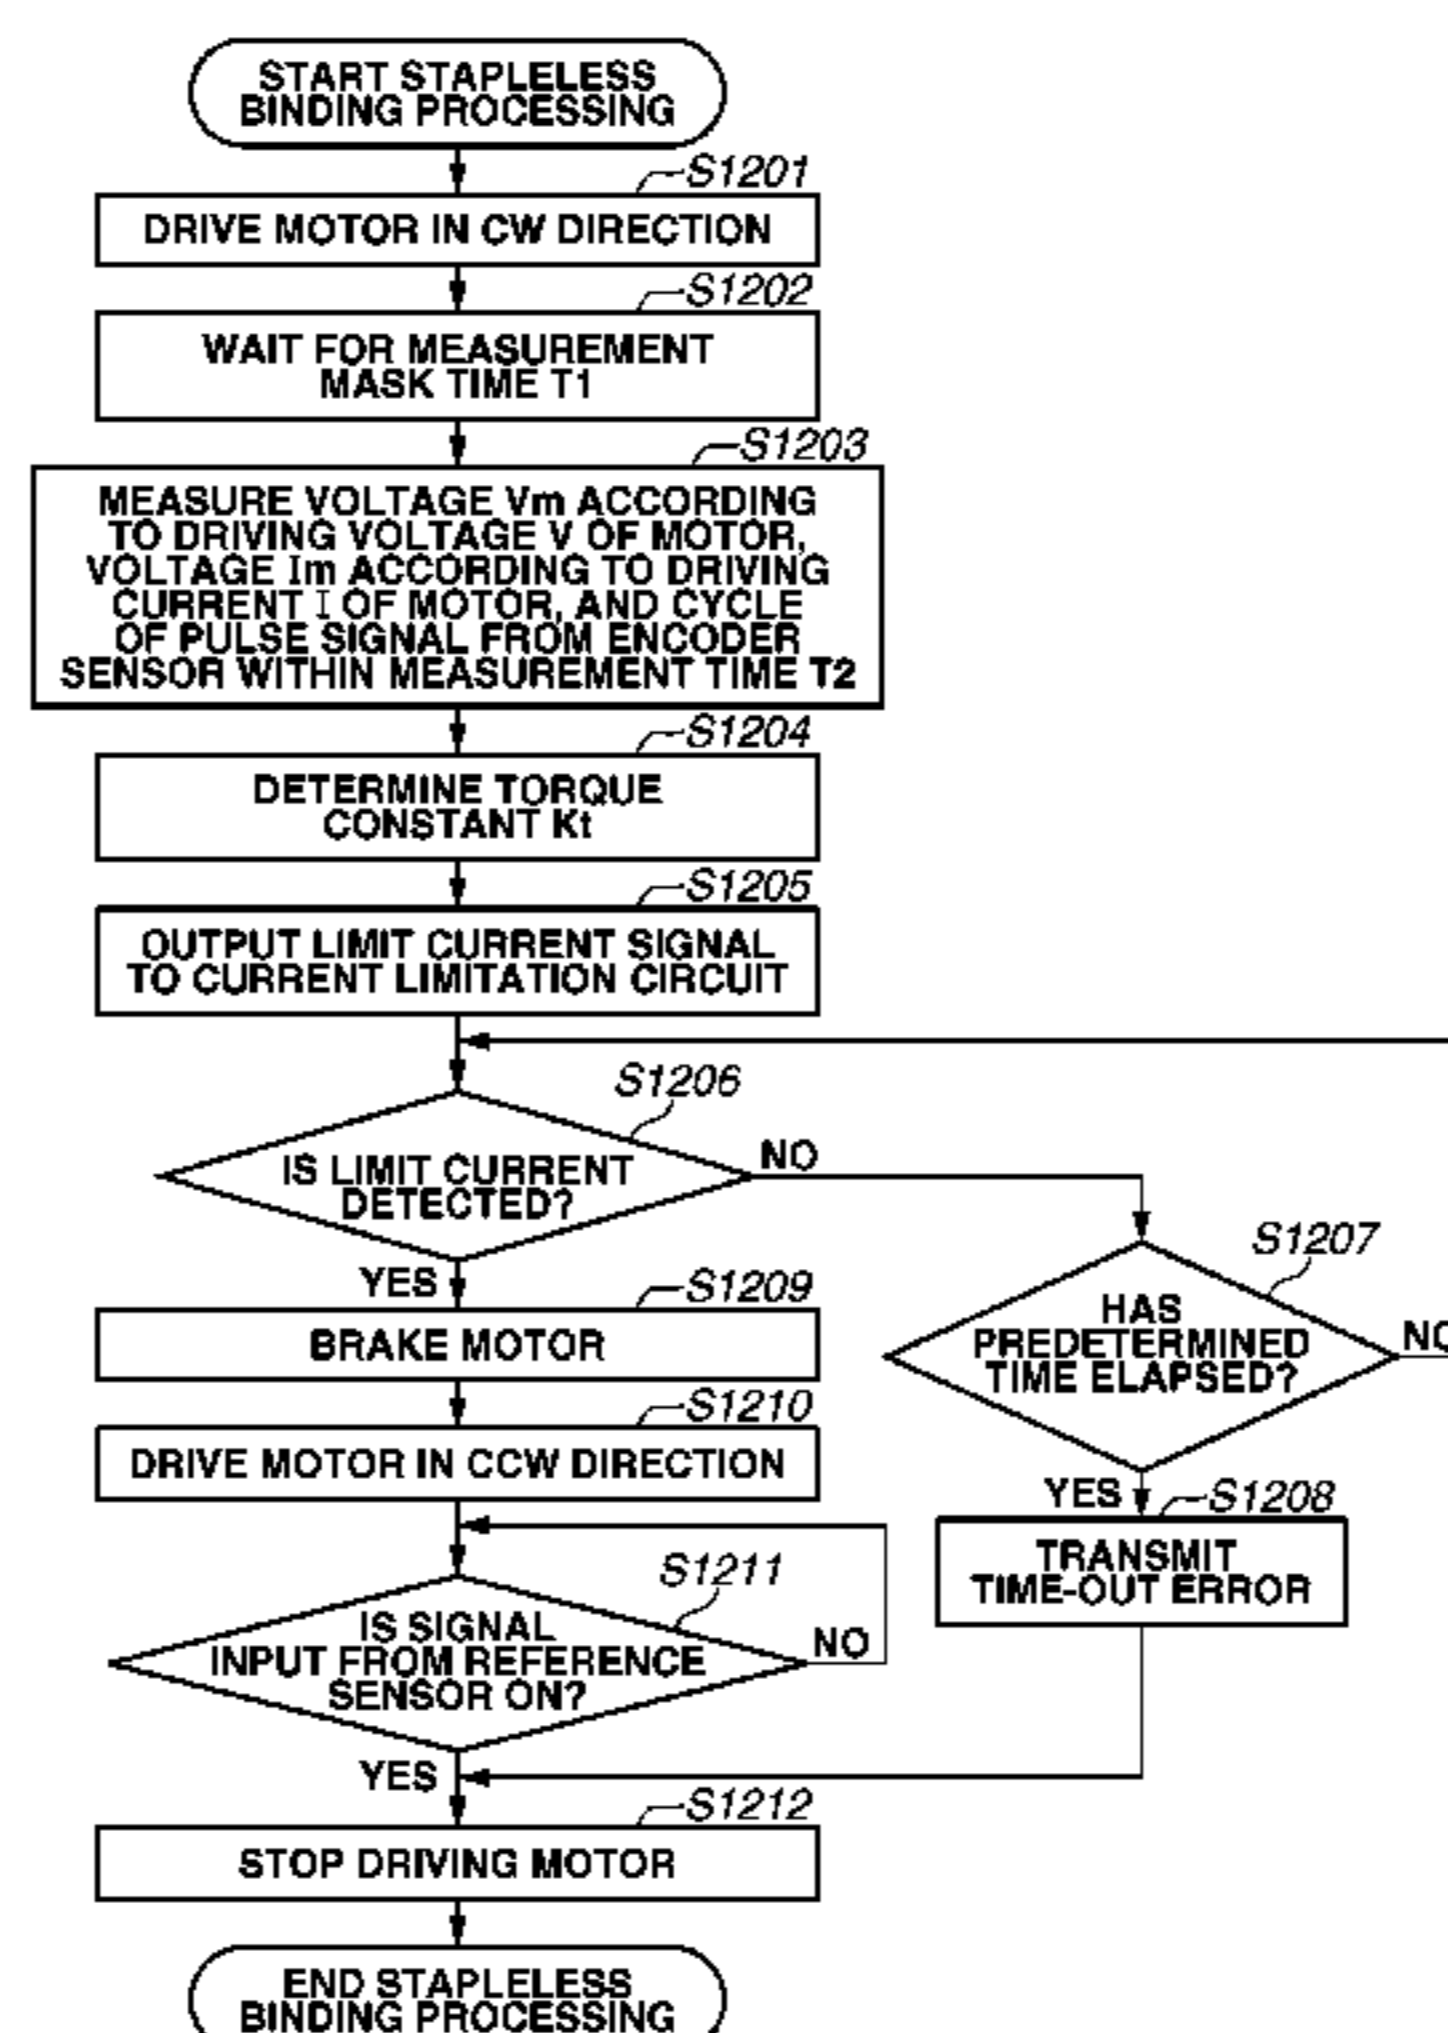 START STAPLELESS
BINDING PROCESSING
S1201
DRIVE MOTOR IN CW DIRECTION
S1202
WAIT FOR MEASUREMENT
MASK TIME T1
S1203
MEASURE VOLTAGE Vm ACCORDING
TO DRIVING VOLTAGE V OF MOTOR,
VOLTAGE Im ACCORDING TO DRIVING
CURRENT I OF MOTOR, AND CYCLE
OF PULSE SIGNAL FROM ENCODER
SENSOR WITHIN MEASUREMENT TIME T2
S1204
DETERMINE TORQUE
CONSTANT Kt
S1205
OUTPUT LIMIT CURRENT SIGNAL
TO CURRENT LIMITATION CIRCUIT
S1206
IS LIMIT CURRENT
DETECTED?
NO
YES
S1207
HAS
PREDETERMINED
TIME ELAPSED?
NO
YES
S1208
TRANSMIT
TIME-OUT ERROR
S1209
BRAKE MOTOR
S1210
DRIVE MOTOR IN CCW DIRECTION
S1211
IS SIGNAL
INPUT FROM REFERENCE
SENSOR ON?
NO
YES
S1212
STOP DRIVING MOTOR
END STAPLELESS
BINDING PROCESSING